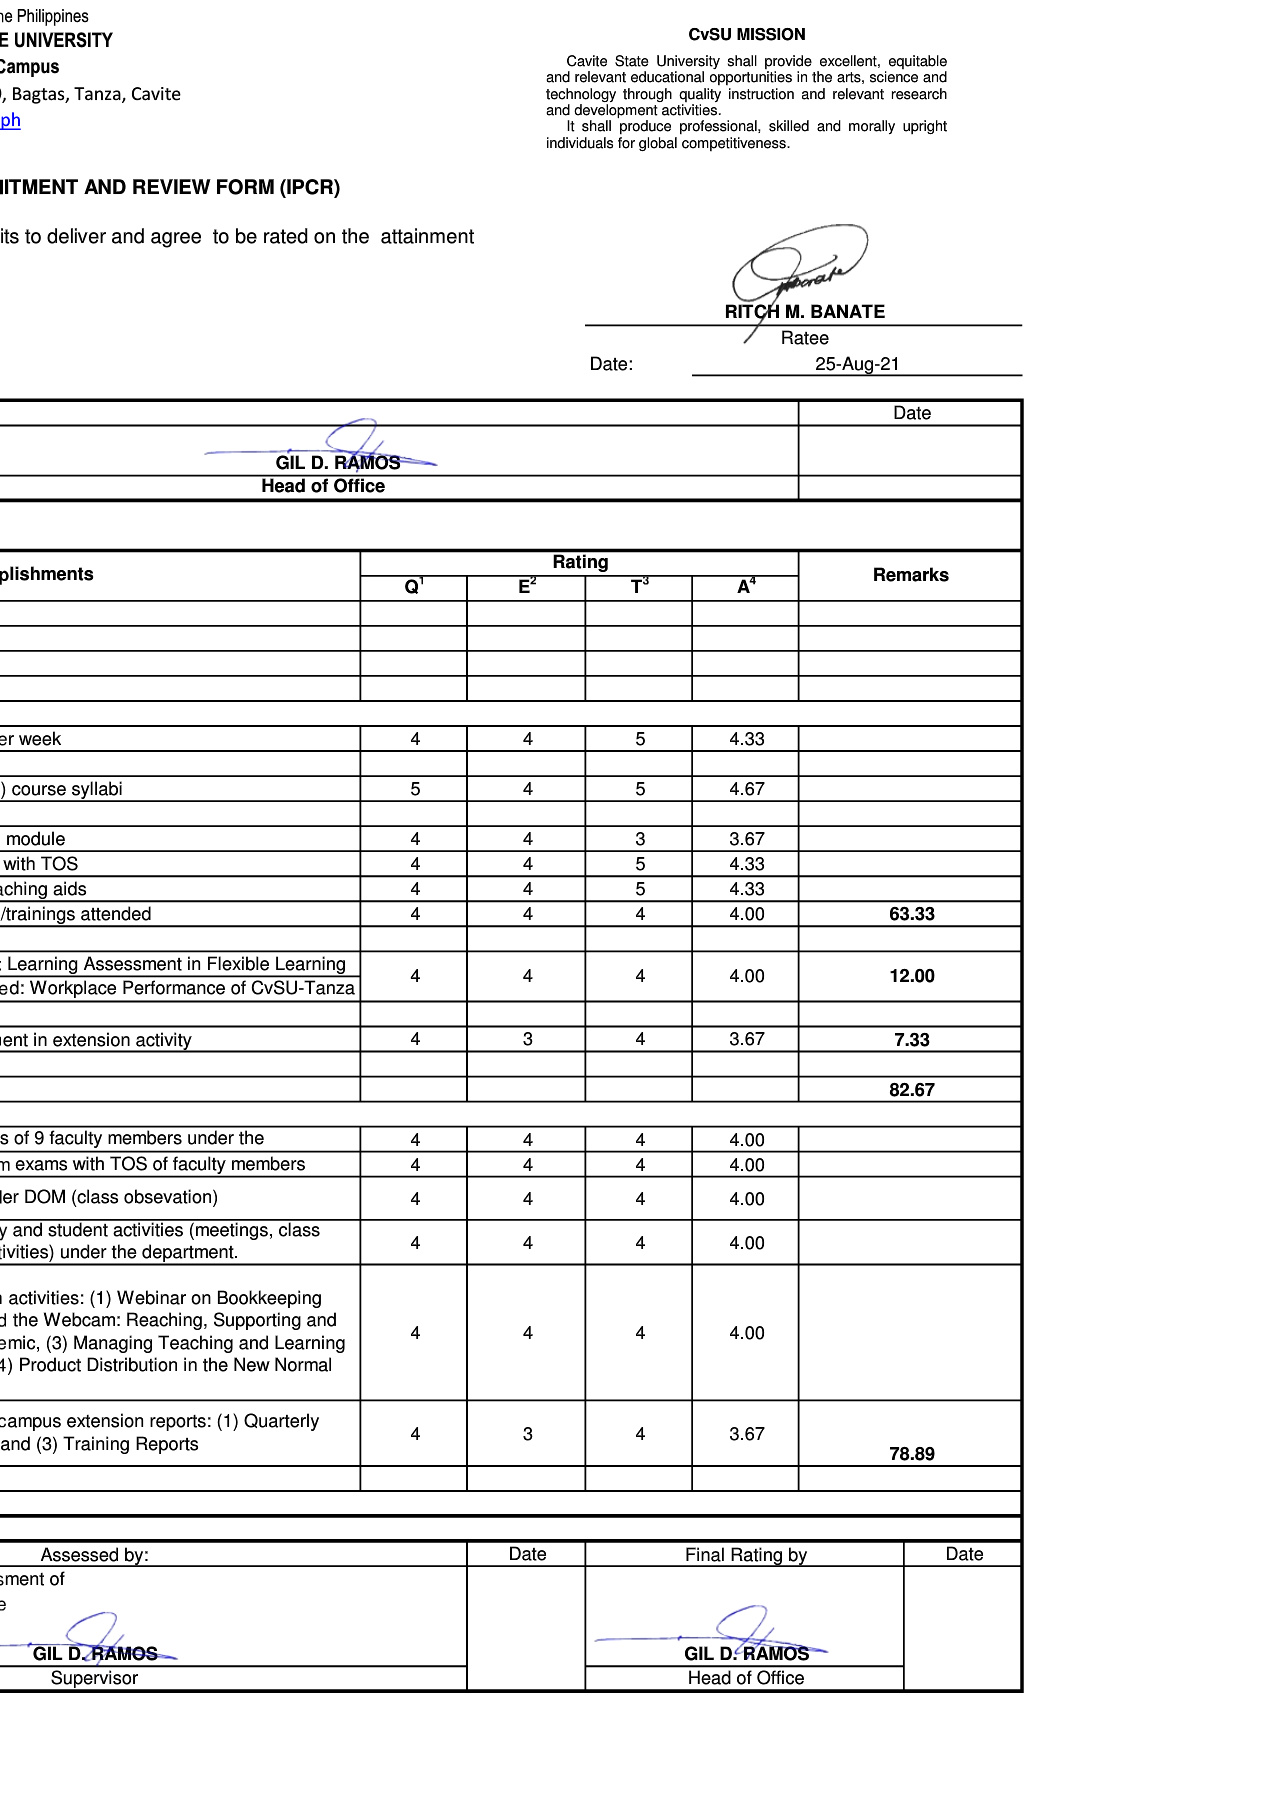 ne Philippines
E UNIVERSITY
Campus
, Bagtas, Tanza, Cavite
ph
CvSU MISSION
Cavite State University shall provide excellent, equitable
and relevant educational opportunities in the arts, science and
technology through quality instruction and relevant research
and development activities.
It shall produce professional, skilled and morally upright
individuals for global competitiveness.
ITMENT AND REVIEW FORM (IPCR)
its to deliver and agree to be rated on the attainment
RITCH M. BANATE
Ratee
Date: 25-Aug-21
Date
GIL D. RAMOS
Head of Office
plishments
Rating
Remarks
Q¹ E² T³ A⁴
er week 4 4 5 4.33
) course syllabi 5 4 5 4.67
module 4 4 3 3.67
with TOS 4 4 5 4.33
aching aids 4 4 5 4.33
/trainings attended 4 4 4 4.00 63.33
: Learning Assessment in Flexible Learning
ed: Workplace Performance of CvSU-Tanza
4 4 4 4.00 12.00
ent in extension activity 4 3 4 3.67 7.33
82.67
s of 9 faculty members under the 4 4 4 4.00
m exams with TOS of faculty members 4 4 4 4.00
der DOM (class obsevation) 4 4 4 4.00
y and student activities (meetings, class
tivities) under the department.
4 4 4 4.00
n activities: (1) Webinar on Bookkeeping
d the Webcam: Reaching, Supporting and
emic, (3) Managing Teaching and Learning
4) Product Distribution in the New Normal
4 4 4 4.00
campus extension reports: (1) Quarterly
and (3) Training Reports
4 3 4 3.67
78.89
Assessed by: Date Final Rating by Date
sment of
e
GIL D. RAMOS
Supervisor
GIL D. RAMOS
Head of Office